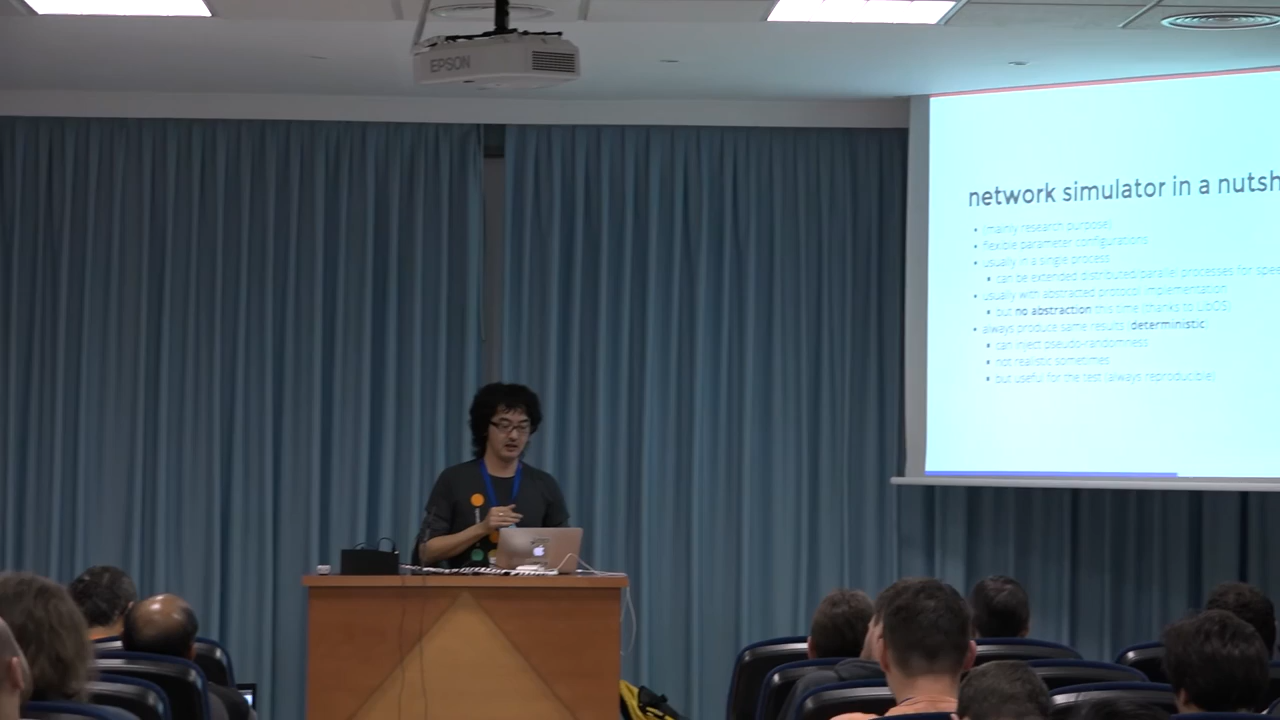 EPSON
network simulator in a nutsh
(mainly research purpose)
flexible parameter configurations
usually in a single process
can be extended distributed/parallel processes for spee
usually with abstracted protocol implementation
but no abstraction this time (thanks to LibOS)
always produce same results (deterministic)
can inject pseudo-randomness
not realistic sometimes
but useful for the test (always reproducible)